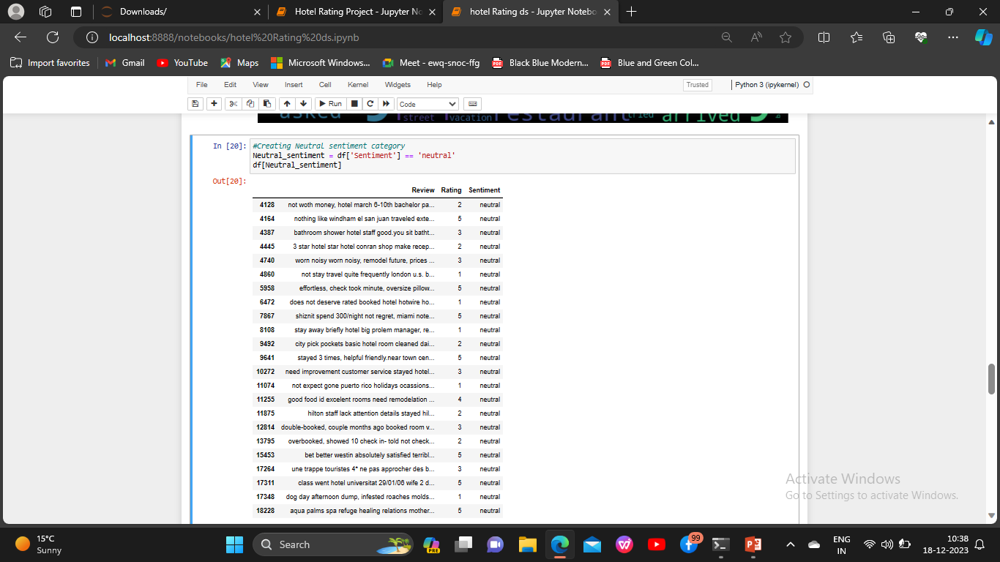 Downloads/
Hotel Rating Project - Jupyter No
hotel Rating ds - Jupyter Notebo
localhost:8888/notebooks/hotel%20Rating%20ds.ipynb
Import favorites
Gmail
YouTube
Maps
Microsoft Windows...
Meet - ewq-snoc-ffg
Black Blue Modern...
Blue and Green Col...
File Edit View Insert Cell Kernel Widgets Help
Trusted
Python 3 (ipykernel)
Run
Code
asked street vacation restaurant tried arrived
In [20]:
#Creating Neutral sentiment category
Neutral_sentiment = df['Sentiment'] == 'neutral'
df[Neutral_sentiment]
Out[20]:
Review Rating Sentiment
4128 not woth money, hotel march 6-10th bachelor pa... 2 neutral
4164 nothing like windham el san juan traveled exte... 5 neutral
4387 bathroom shower hotel staff good.you sit batht... 3 neutral
4445 3 star hotel star hotel conran shop make recep... 2 neutral
4740 worn noisy worn noisy, remodel future, prices ... 3 neutral
4860 not stay travel quite frequently london u.s. b... 1 neutral
5958 effortless, check took minute, oversize pillow... 5 neutral
6472 does not deserve rated booked hotel hotwire ho... 1 neutral
7867 shiznit spend 300/night not regret, miami note... 5 neutral
8108 stay away briefly hotel big prolem manager, re... 1 neutral
9492 city pick pockets basic hotel room cleaned dai... 2 neutral
9641 stayed 3 times, helpful friendly.near town cen... 5 neutral
10272 need improvement customer service stayed hotel... 3 neutral
11074 not expect gone puerto rico holidays ocassions... 1 neutral
11255 good food id excelent rooms need remodelation ... 4 neutral
11875 hilton staff lack attention details stayed hil... 2 neutral
12814 double-booked, couple months ago booked room v... 3 neutral
13795 overbooked, showed 10 check in- told not check... 2 neutral
15453 bet better westin absolutely satisfied terribl... 5 neutral
17264 une trappe touristes 4* ne pas approcher des b... 3 neutral
17311 class went hotel universitat 29/01/06 wife 2 d... 5 neutral
17348 dog day afternoon dump, infested roaches molds... 1 neutral
18228 aqua palms spa refuge healing relations mother... 5 neutral
Activate Windows
Go to Settings to activate Windows.
15°C
Sunny
Search
PRE
99
ENG
IN
10:38
18-12-2023